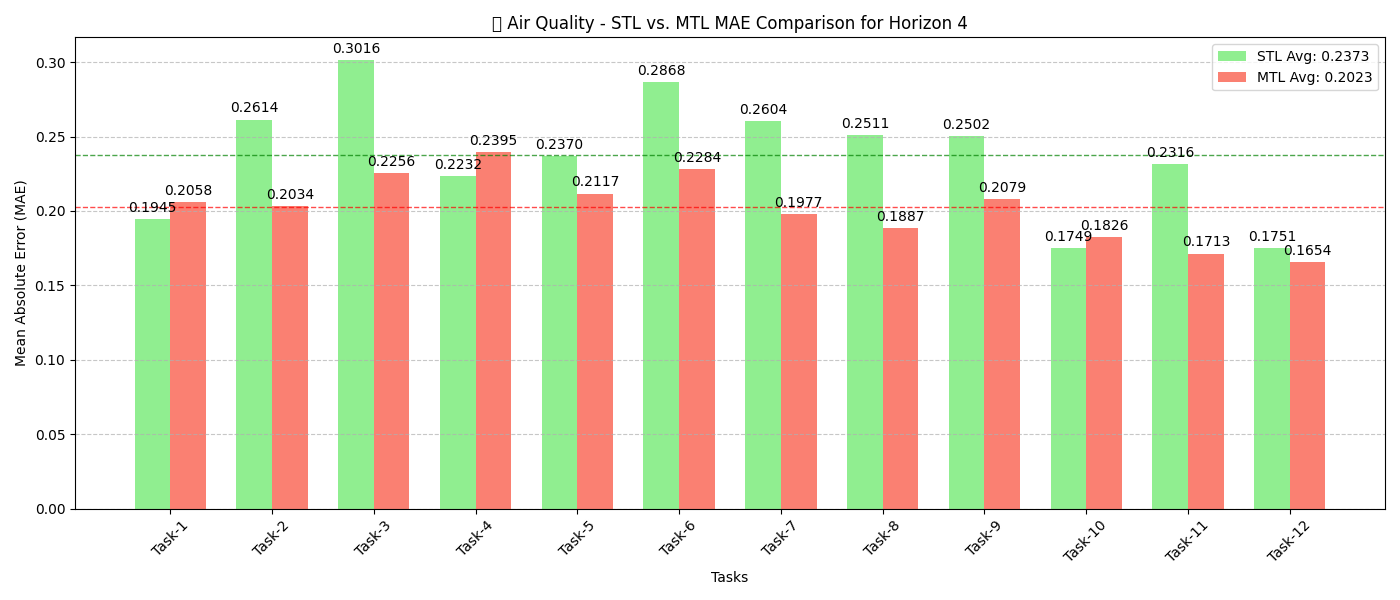 Air Quality - STL vs. MTL MAE Comparison for Horizon 4
STL Avg: 0.2373
MTL Avg: 0.2023
Mean Absolute Error (MAE)
0.30
0.25
0.20
0.15
0.10
0.05
0.00
0.1945
0.2058
0.2614
0.2034
0.3016
0.2256
0.2232
0.2395
0.2370
0.2117
0.2868
0.2284
0.2604
0.1977
0.2511
0.1887
0.2502
0.2079
0.1749
0.1826
0.2316
0.1713
0.1751
0.1654
Task-1
Task-2
Task-3
Task-4
Task-5
Task-6
Task-7
Task-8
Task-9
Task-10
Task-11
Task-12
Tasks